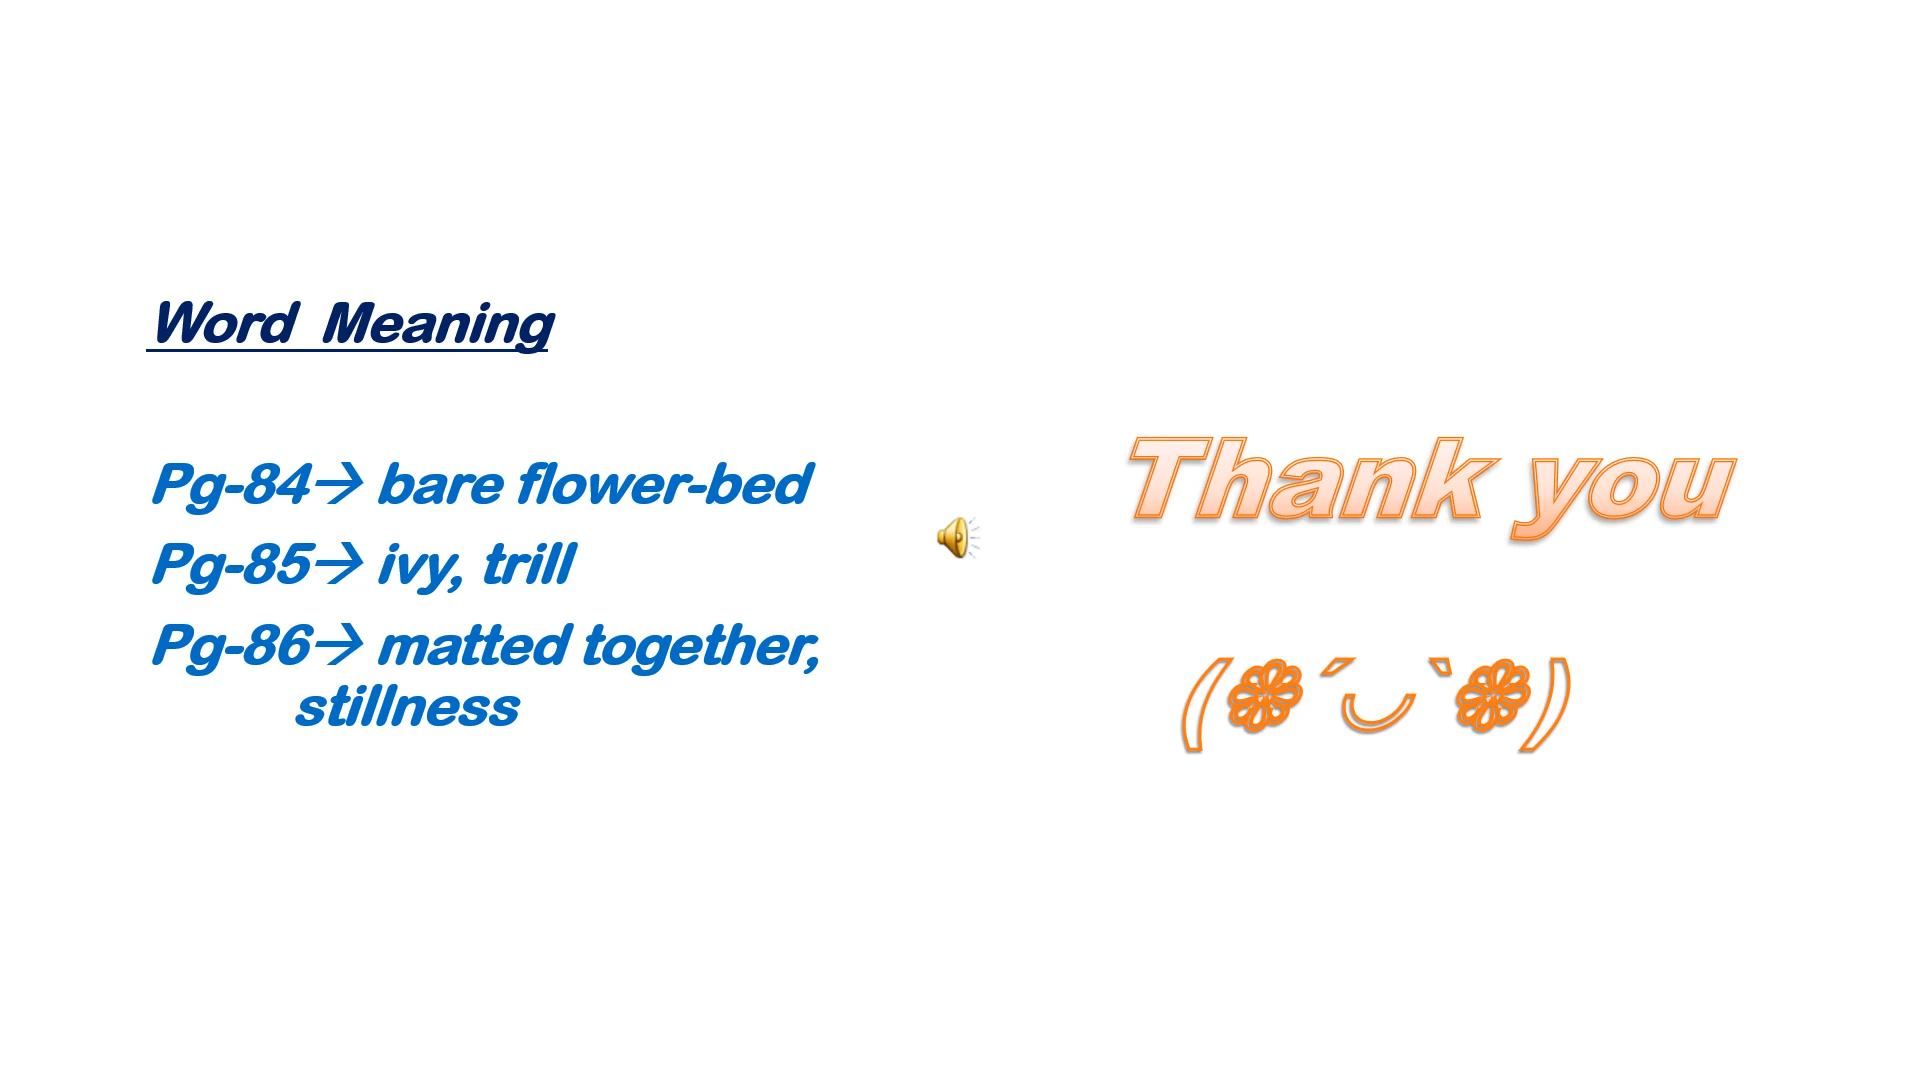 Word  Meaning
Pg-84→ bare flower-bed
Pg-85→ ivy, trill
Pg-86→ matted together,
stillness
Thank you
(❁´◡`❁)